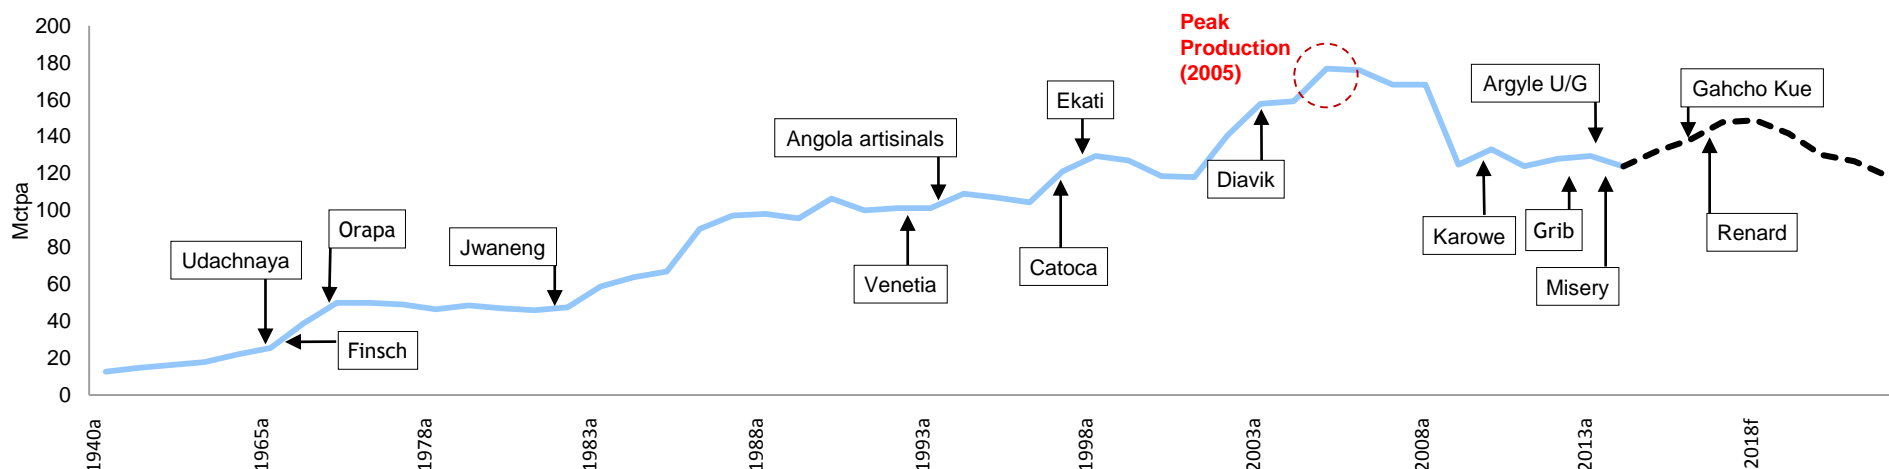 200
180
160
140
120
100
80
60
40
20
0
Mctpa
Peak
Production
(2005)
Udachnaya
Orapa
Finsch
Jwaneng
Angola artisinals
Venetia
Ekati
Catoca
Diavik
Argyle U/G
Karowe
Grib
Misery
Gahcho Kue
Renard
1940a
1965a
1978a
1983a
1988a
1993a
1998a
2003a
2008a
2013a
2018f